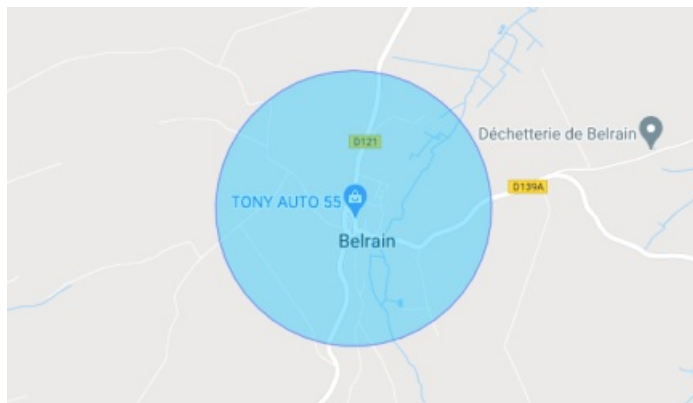 Déchetterie de Belrain
D121
D139A
TONY AUTO 55
Belrain